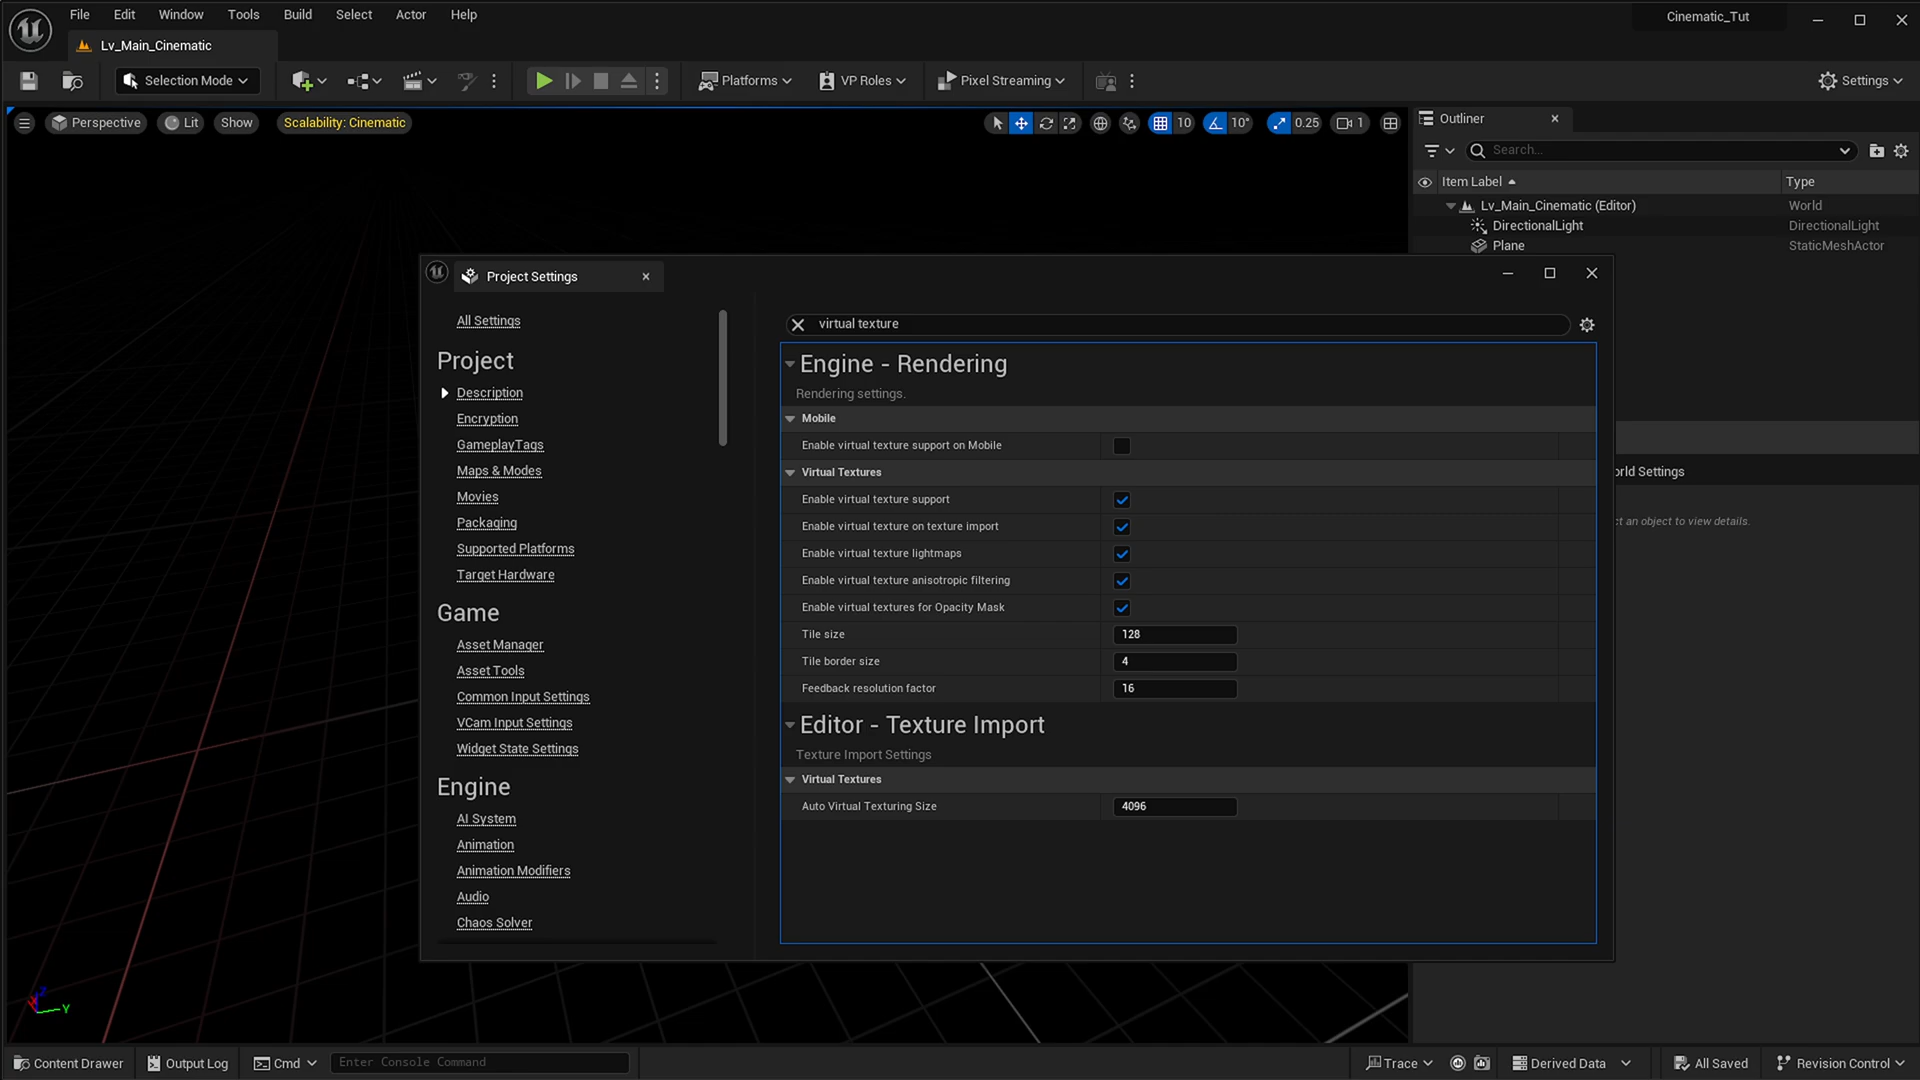 File Edit Window Tools Build Select Actor Help
Cinematic_Tut
Lv_Main_Cinematic
Selection Mode
Platforms
VP Roles
Pixel Streaming
Settings
Perspective
Lit
Show
Scalability: Cinematic
10
10°
0.25
1
Outliner
Search...
Item Label
Type
Lv_Main_Cinematic (Editor)
World
DirectionalLight
DirectionalLight
Plane
StaticMeshActor
Project Settings
All Settings
Project
Description
Encryption
GameplayTags
Maps & Modes
Movies
Packaging
Supported Platforms
Target Hardware
Game
Asset Manager
Asset Tools
Common Input Settings
VCam Input Settings
Widget State Settings
Engine
AI System
Animation
Animation Modifiers
Audio
Chaos Solver
virtual texture
Engine - Rendering
Rendering settings.
Mobile
Enable virtual texture support on Mobile
Virtual Textures
Enable virtual texture support
Enable virtual texture on texture import
Enable virtual texture lightmaps
Enable virtual texture anisotropic filtering
Enable virtual textures for Opacity Mask
Tile size
128
Tile border size
4
Feedback resolution factor
16
Editor - Texture Import
Texture Import Settings
Virtual Textures
Auto Virtual Texturing Size
4096
orld Settings
ct an object to view details.
Y
Content Drawer
Output Log
Cmd
Enter Console Command
Trace
Derived Data
All Saved
Revision Control